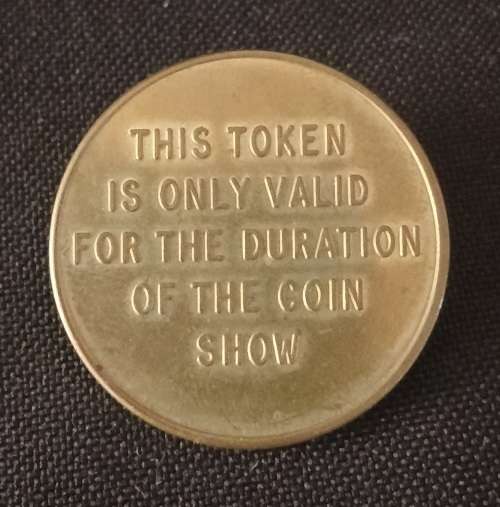 THIS TOKEN
IS ONLY VALID
FOR THE DURATION
OF THE COIN
SHOW